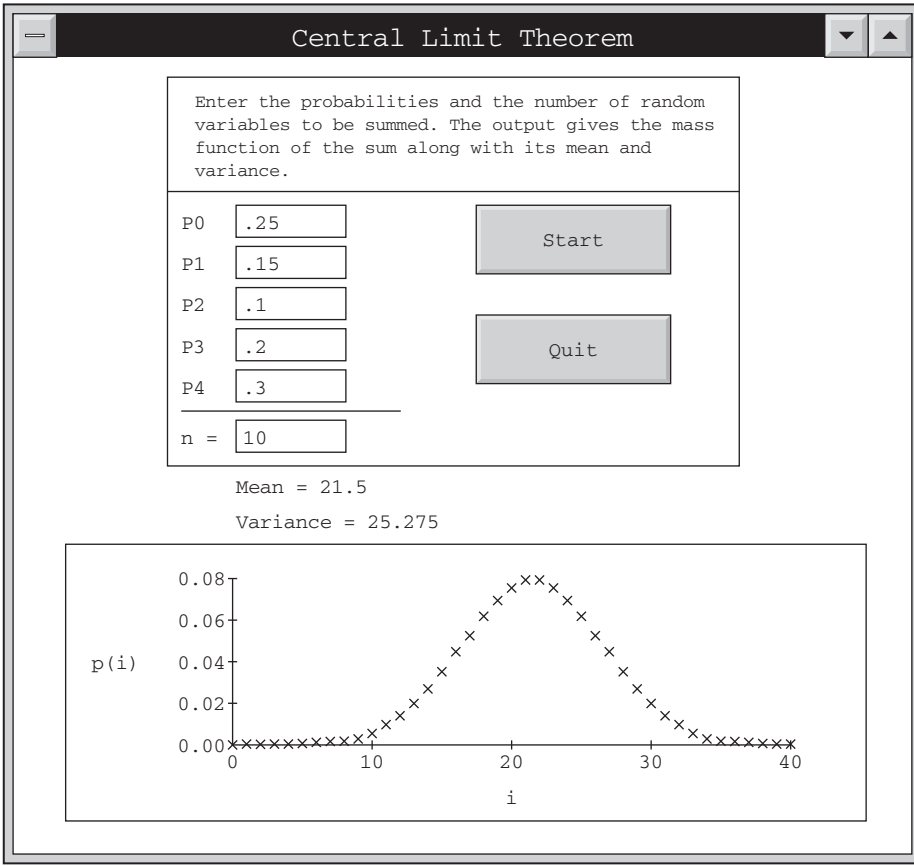 Central Limit Theorem
Enter the probabilities and the number of random
variables to be summed. The output gives the mass
function of the sum along with its mean and
variance.
P0 .25
P1 .15
P2 .1
P3 .2
P4 .3
n = 10
Start
Quit
Mean = 21.5
Variance = 25.275
0.08
0.06
p(i) 0.04
0.02
0.00
0 10 20 30 40
i